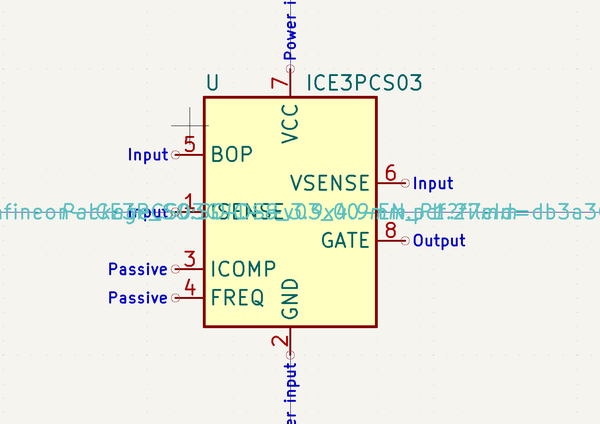 Power i
U
ICE3PCS03
7
VCC
5
Input
BOP
6
VSENSE
Input
1
Input
ISENSE
8
GATE
Output
3
Passive
ICOMP
4
Passive
FREQ
GND
2
er input